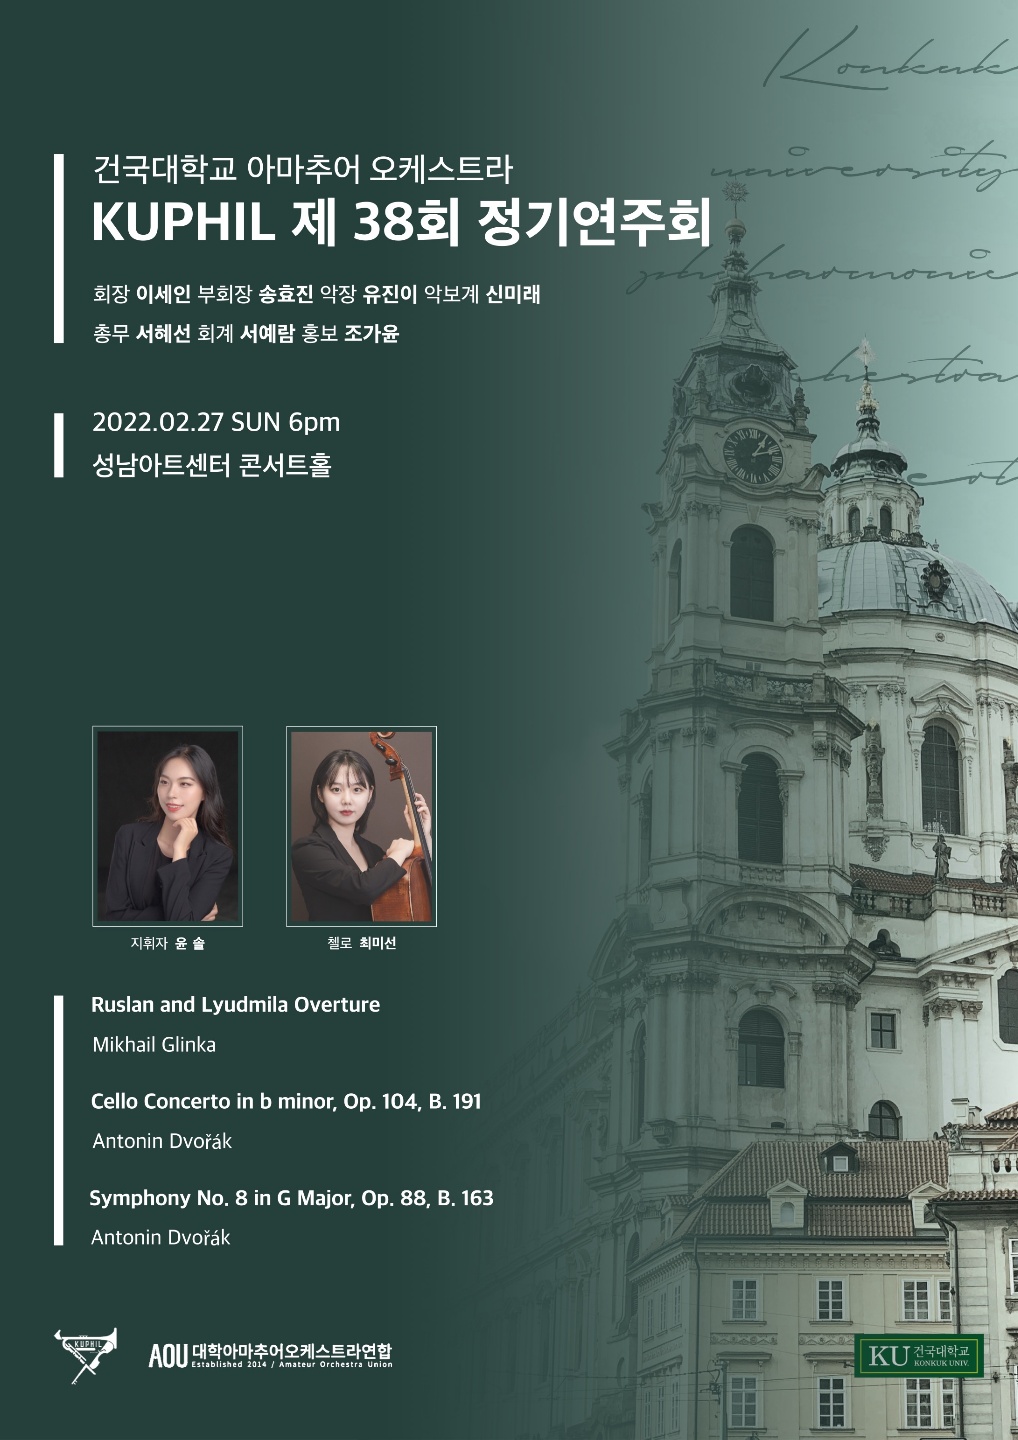 Konkuk
university
philharmonic
hestra
건국대학교 아마추어 오케스트라
KUPHIL 제 38회 정기연주회
회장 이세인 부회장 송효진 악장 유진이 악보계 신미래
총무 서혜선 회계 서예람 홍보 조가윤
2022.02.27 SUN 6pm
성남아트센터 콘서트홀
지휘자 윤 솔
첼로 최미선
Ruslan and Lyudmila Overture
Mikhail Glinka
Cello Concerto in b minor, Op. 104, B. 191
Antonin Dvořák
Symphony No. 8 in G Major, Op. 88, B. 163
Antonin Dvořák
KUPHIL
AOU 대학아마추어오케스트라연합
Established 2014 / Amateur Orchestra Union
KU 건국대학교
KONKUK UNIV.